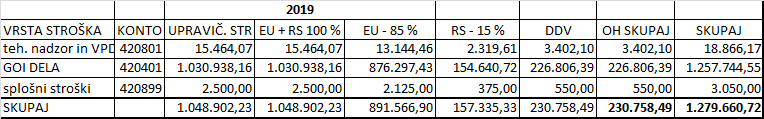 2019
VRSTA STROŠKA KONTO UPRAVIČ. STR EU + RS 100 % EU - 85 % RS - 15 % DDV OH SKUPAJ SKUPAJ
teh. nadzor in VPD 420801 15.464,07 15.464,07 13.144,46 2.319,61 3.402,10 3.402,10 18.866,17
GOI DELA 420401 1.030.938,16 1.030.938,16 876.297,43 154.640,72 226.806,39 226.806,39 1.257.744,55
splošni stroški 420899 2.500,00 2.500,00 2.125,00 375,00 550,00 550,00 3.050,00
SKUPAJ 1.048.902,23 1.048.902,23 891.566,90 157.335,33 230.758,49 230.758,49 1.279.660,72